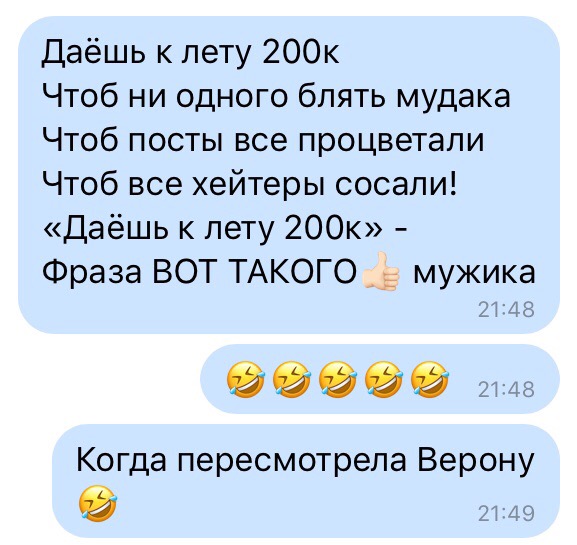 Даёшь к лету 200к
Чтоб ни одного блять мудака
Чтоб посты все процветали
Чтоб все хейтеры сосали!
«Даёшь к лету 200к» -
Фраза ВОТ ТАКОГО👍🏻 мужика
21:48
🤣🤣🤣🤣🤣 21:48
Когда пересмотрела Верону
🤣 21:49